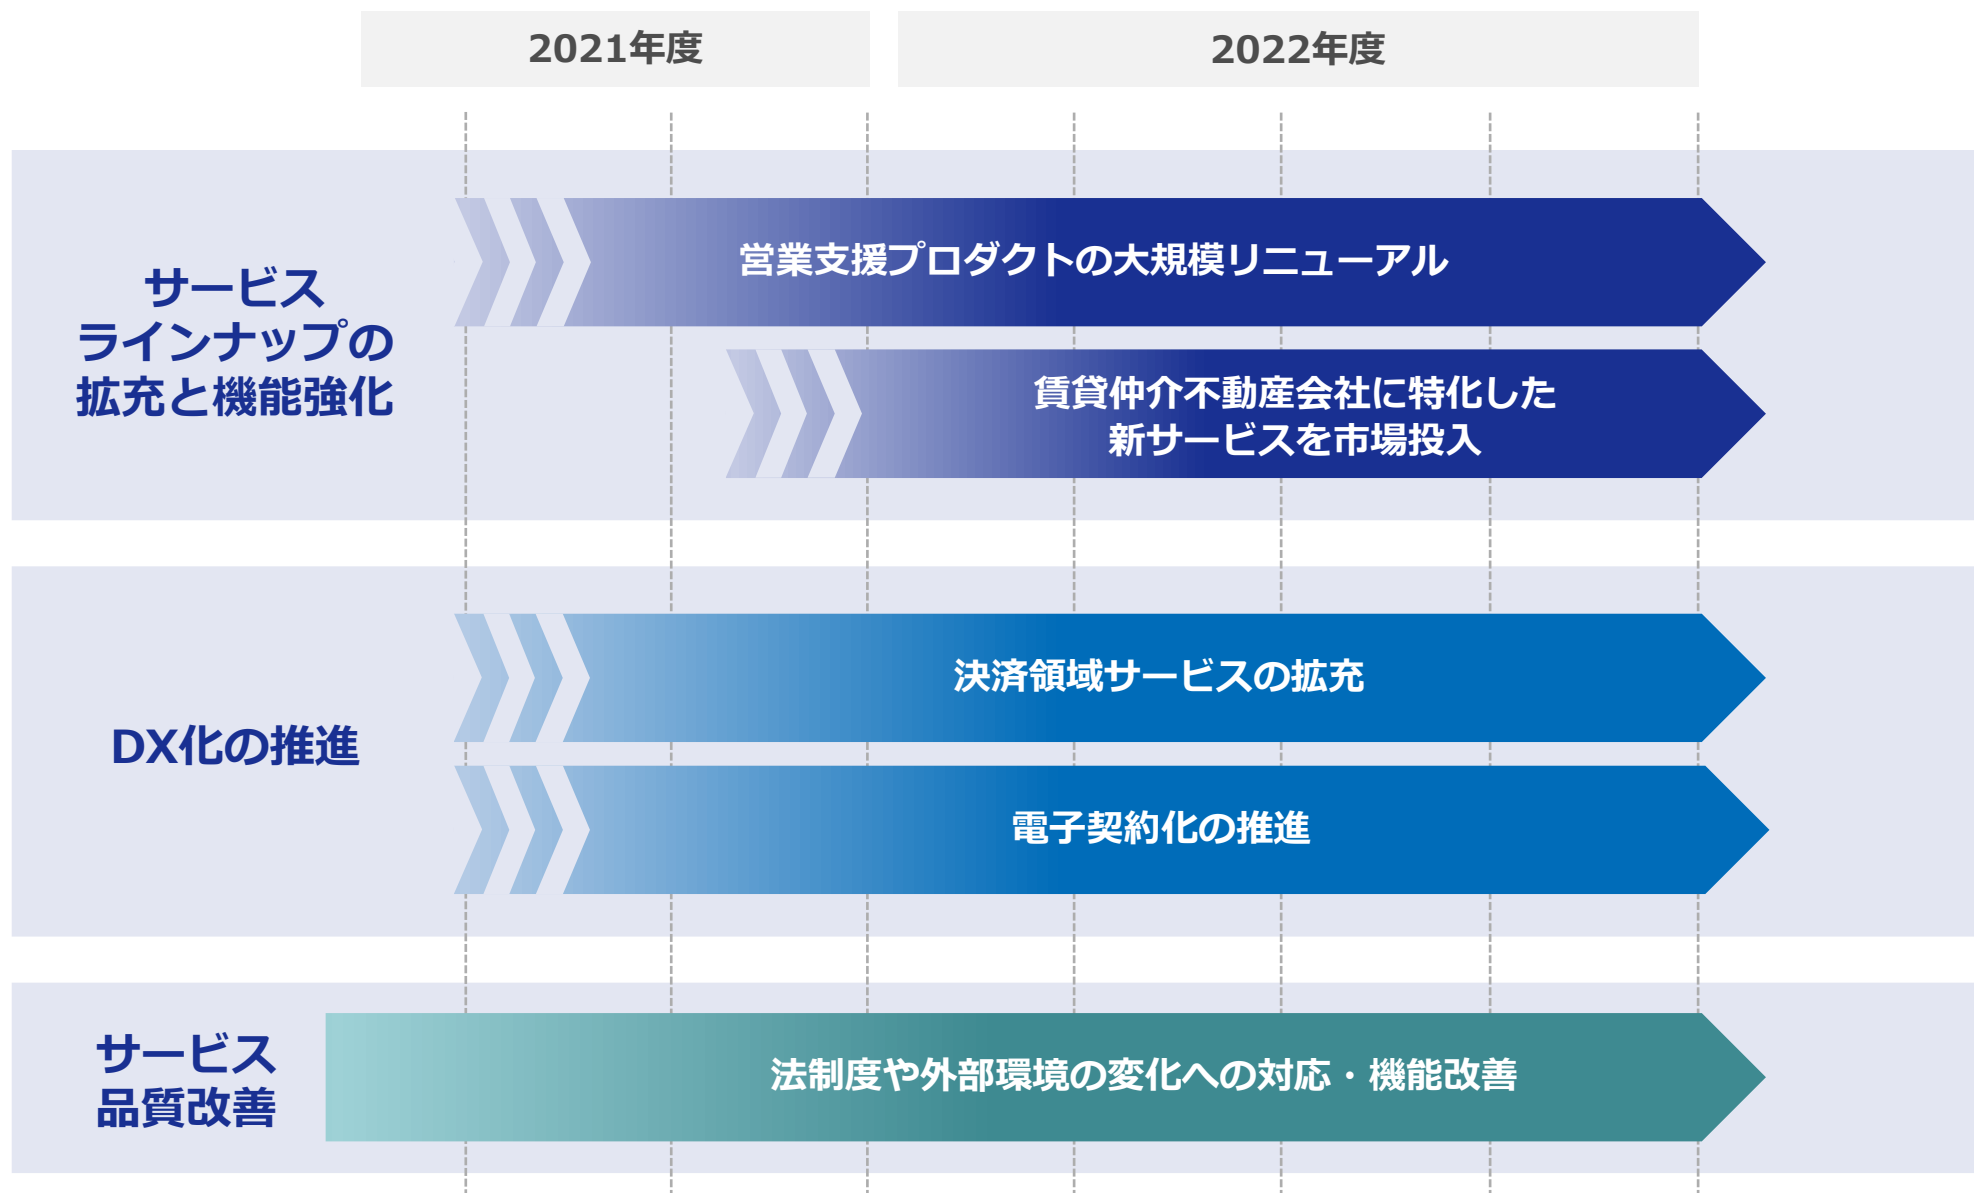 2021年度
2022年度
サービス
ラインナップの
拡充と機能強化
営業支援プロダクトの大規模リニューアル
賃貸仲介不動産会社に特化した
新サービスを市場投入
DX化の推進
決済領域サービスの拡充
電子契約化の推進
サービス
品質改善
法制度や外部環境の変化への対応・機能改善